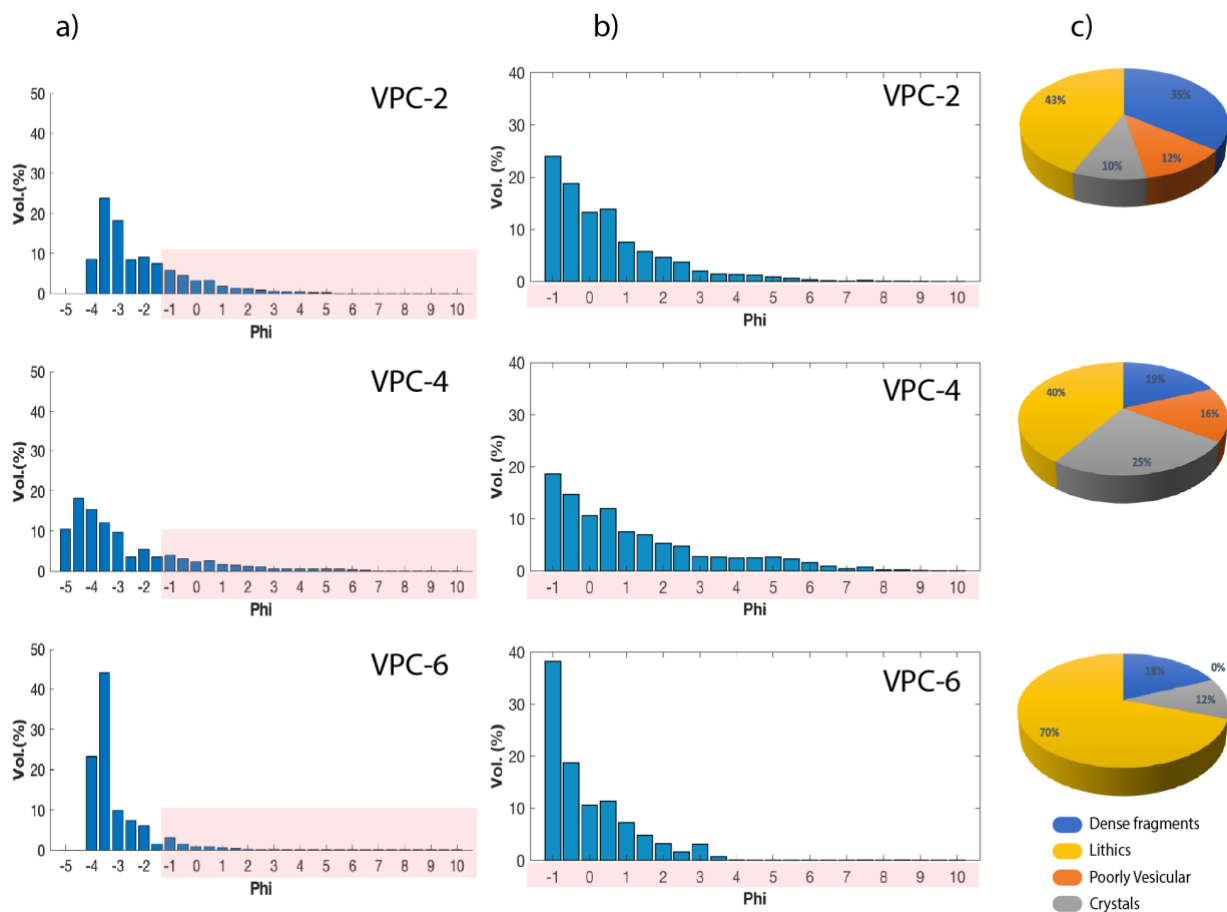 a)
b)
c)
VPC-2
50
40
30
20
10
0
Vol.(%)
-5 -4 -3 -2 -1 0 1 2 3 4 5 6 7 8 9 10
Phi
VPC-2
40
30
20
10
0
Vol. (%)
-1 0 1 2 3 4 5 6 7 8 9 10
Phi
43%
35%
10%
12%
VPC-4
50
40
30
20
10
0
Vol.(%)
-5 -4 -3 -2 -1 0 1 2 3 4 5 6 7 8 9 10
Phi
VPC-4
40
30
20
10
0
Vol. (%)
-1 0 1 2 3 4 5 6 7 8 9 10
Phi
40%
19%
16%
25%
VPC-6
50
40
30
20
10
0
Vol.(%)
-5 -4 -3 -2 -1 0 1 2 3 4 5 6 7 8 9 10
Phi
VPC-6
40
30
20
10
0
Vol. (%)
-1 0 1 2 3 4 5 6 7 8 9 10
Phi
18%
0%
12%
70%
Dense fragments
Lithics
Poorly Vesicular
Crystals